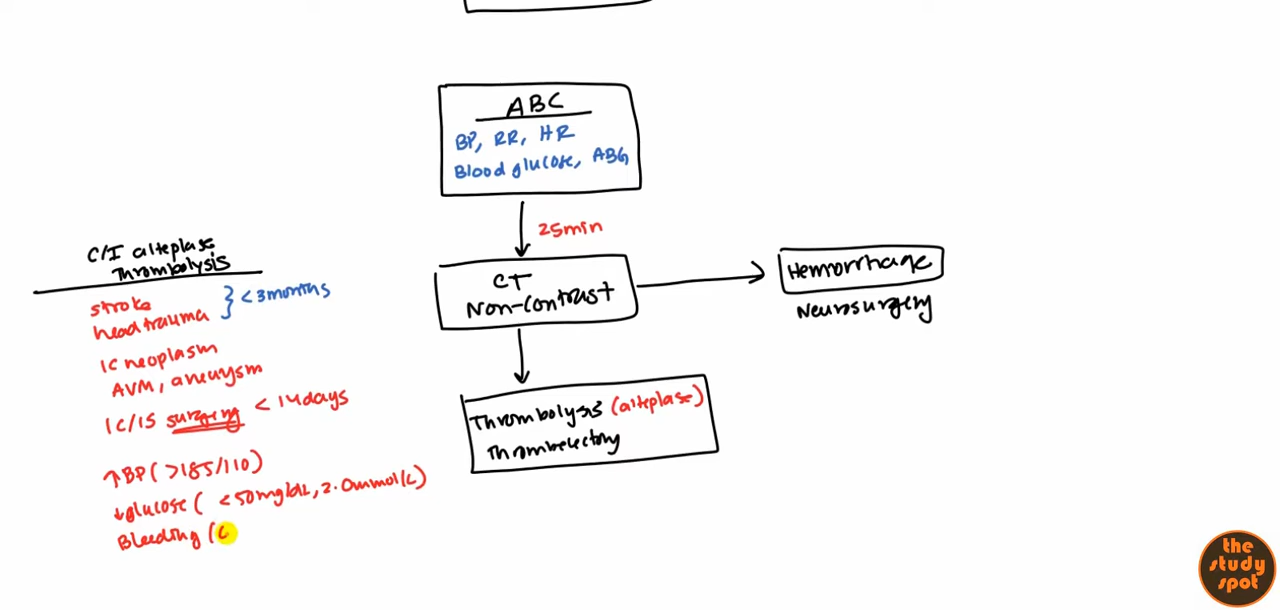 ABC
BP, RR, HR
Blood glucose, ABG
25min
CT
Non-contrast
Hemorrhage
Neurosurgery
Thrombolysis (alteplase)
Thrombectomy
C/I alteplase
Thrombolysis
stroke
head trauma
} <3months
IC neoplasm
AVM, aneurysm
IC/IS surgery < 14days
↑BP (>185/110)
↓glucose ( <50mg/dL, 2.0mmol/L)
Bleeding (
the
study
spot